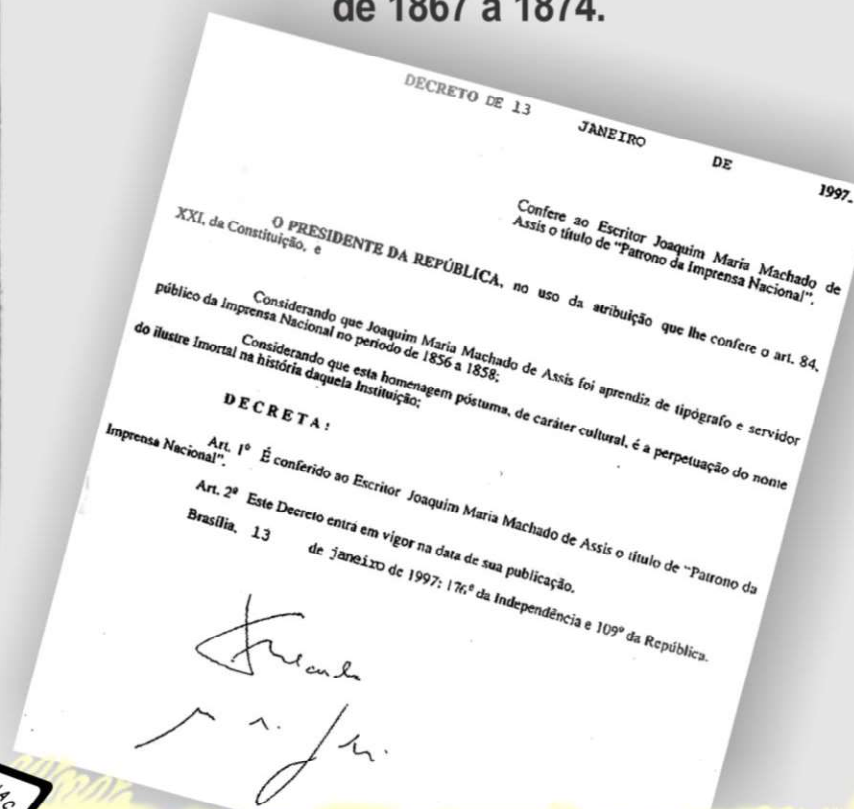 de 1867 a 1874.
DECRETO DE 13 JANEIRO DE 1997.
Confere ao Escritor Joaquim Maria Machado de
Assis o título de "Patrono da Imprensa Nacional".
O PRESIDENTE DA REPÚBLICA, no uso da atribuição que lhe confere o art. 84,
XXI, da Constituição, e
Considerando que Joaquim Maria Machado de Assis foi aprendiz de tipógrafo e servidor
público da Imprensa Nacional no período de 1856 a 1858;
Considerando que esta homenagem póstuma, de caráter cultural, é a perpetuação do nome
do ilustre Imortal na história daquela Instituição;
DECRETA:
Art. 1º É conferido ao Escritor Joaquim Maria Machado de Assis o título de "Patrono da
Imprensa Nacional".
Art. 2º Este Decreto entra em vigor na data de sua publicação.
Brasília, 13 de janeiro de 1997; 176º da Independência e 109º da República.